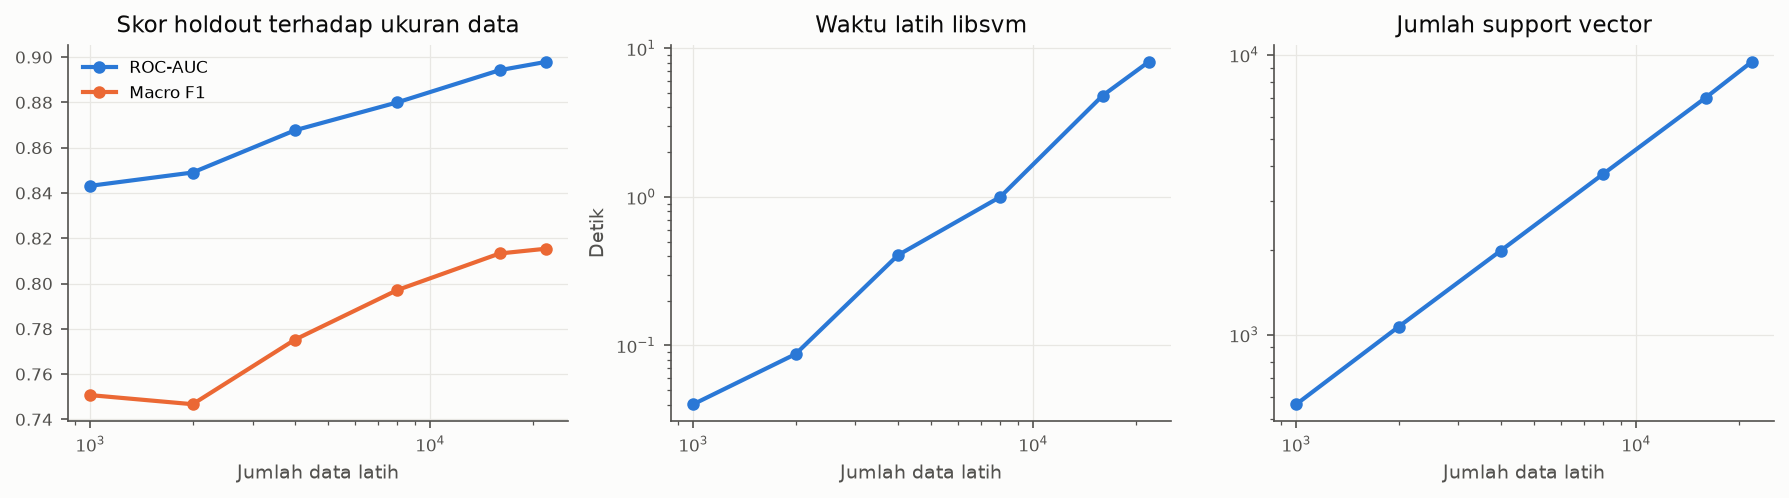 Skor holdout terhadap ukuran data
0.90
0.88
0.86
0.84
0.82
0.80
0.78
0.76
0.74
ROC-AUC
Macro F1
10³
10⁴
Jumlah data latih
Waktu latih libsvm
Detik
10¹
10⁰
10⁻¹
10³
10⁴
Jumlah data latih
Jumlah support vector
10⁴
10³
10³
10⁴
Jumlah data latih